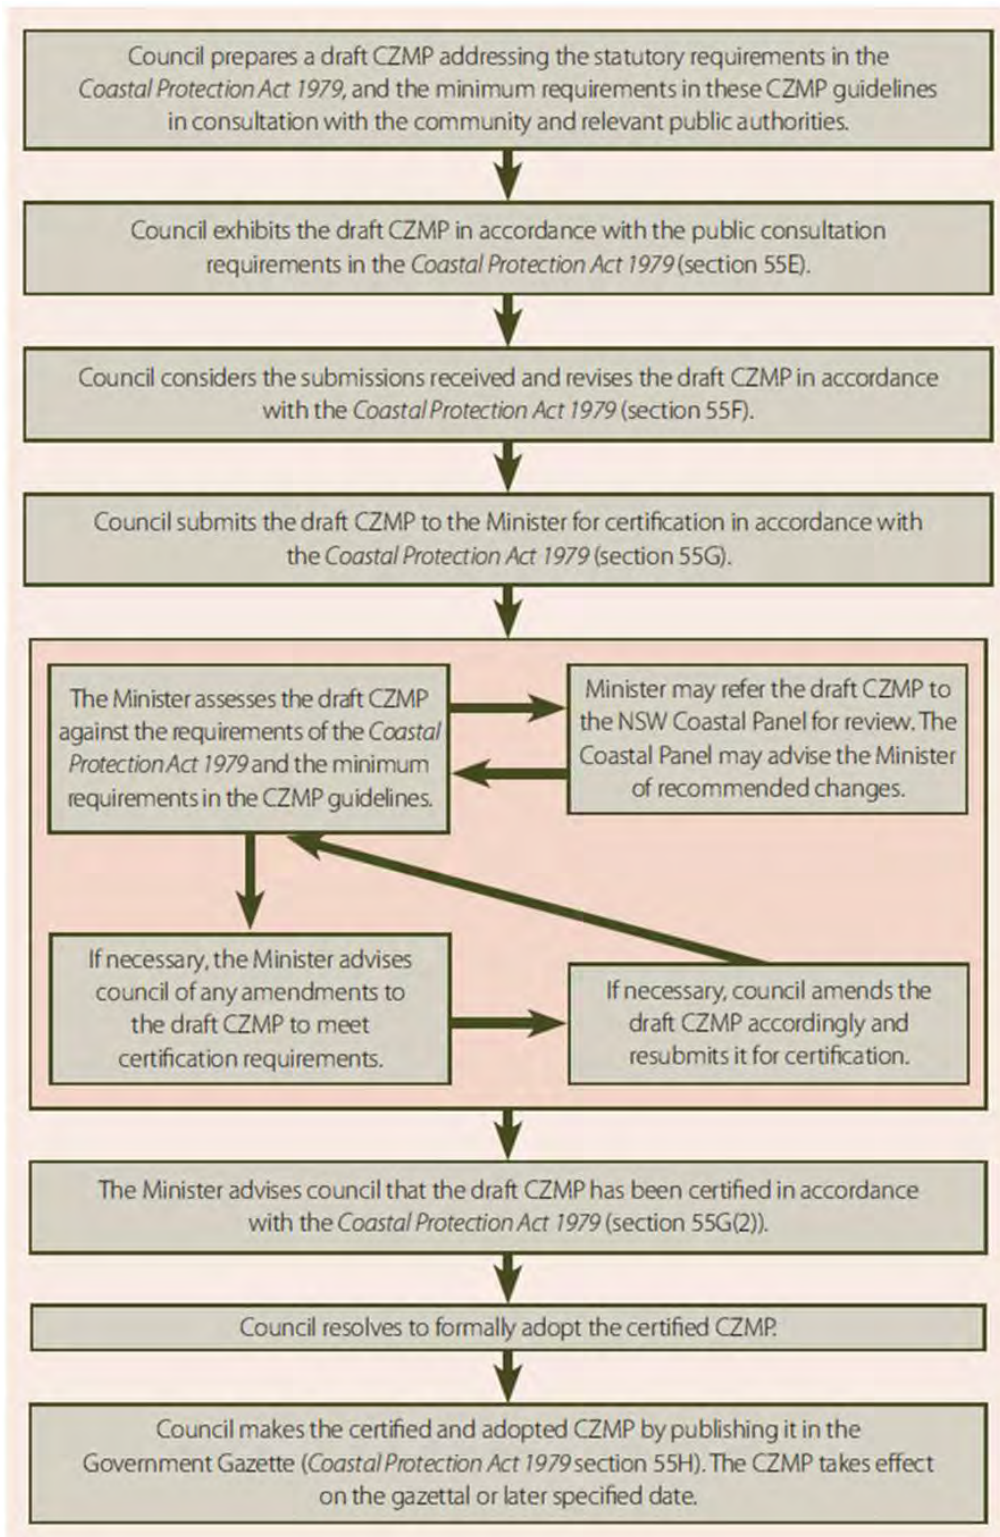 Council prepares a draft CZMP addressing the statutory requirements in the
Coastal Protection Act 1979, and the minimum requirements in these CZMP guidelines
in consultation with the community and relevant public authorities.
Council exhibits the draft CZMP in accordance with the public consultation
requirements in the Coastal Protection Act 1979 (section 55E).
Council considers the submissions received and revises the draft CZMP in accordance
with the Coastal Protection Act 1979 (section 55F).
Council submits the draft CZMP to the Minister for certification in accordance with
the Coastal Protection Act 1979 (section 55G).
The Minister assesses the draft CZMP
against the requirements of the Coastal
Protection Act 1979 and the minimum
requirements in the CZMP guidelines.
Minister may refer the draft CZMP to
the NSW Coastal Panel for review. The
Coastal Panel may advise the Minister
of recommended changes.
If necessary, the Minister advises
council of any amendments to
the draft CZMP to meet
certification requirements.
If necessary, council amends the
draft CZMP accordingly and
resubmits it for certification.
The Minister advises council that the draft CZMP has been certified in accordance
with the Coastal Protection Act 1979 (section 55G(2)).
Council resolves to formally adopt the certified CZMP.
Council makes the certified and adopted CZMP by publishing it in the
Government Gazette (Coastal Protection Act 1979 section 55H). The CZMP takes effect
on the gazettal or later specified date.